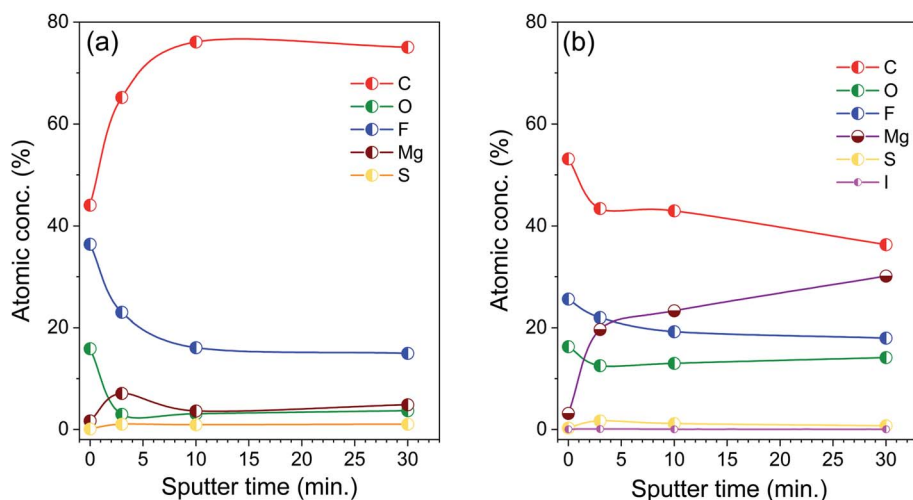 (a)
80
60
40
20
0
C
O
F
Mg
S
0 5 10 15 20 25 30
Atomic conc. (%)
Sputter time (min.)
(b)
80
60
40
20
0
C
O
F
Mg
S
I
0 5 10 15 20 25 30
Atomic conc. (%)
Sputter time (min.)